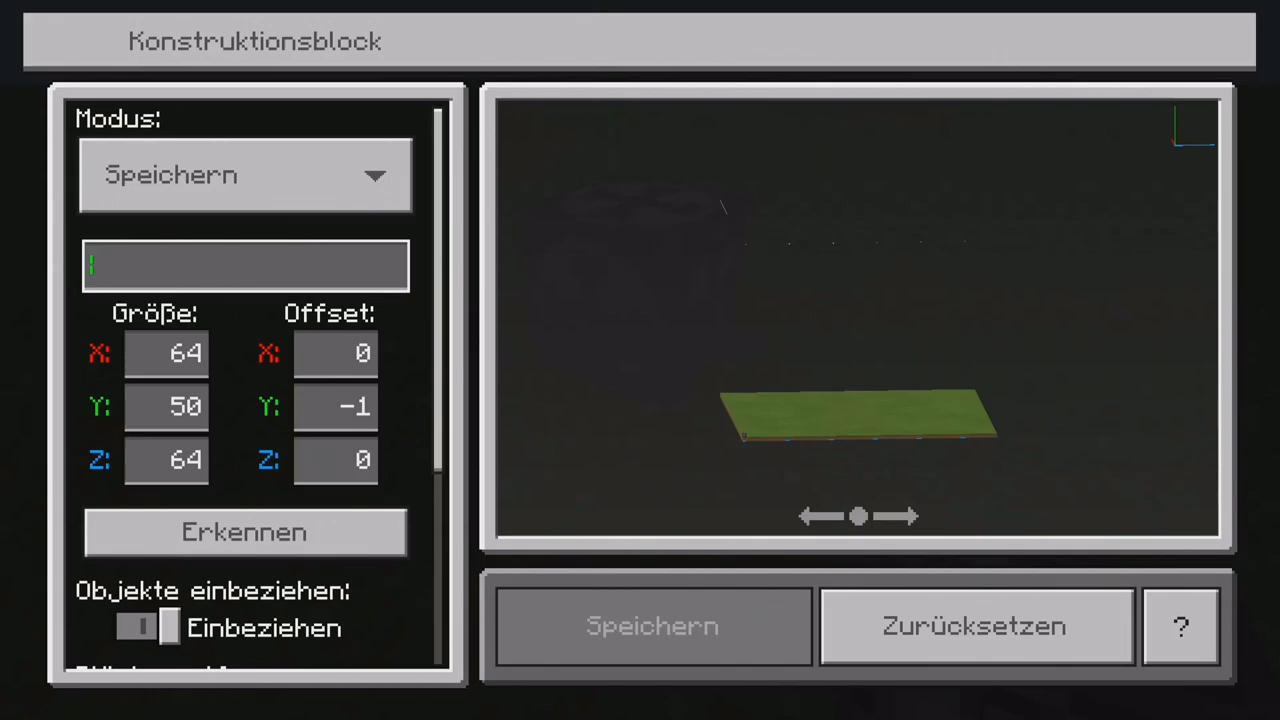 Konstruktionsblock
Modus:
Speichern
Größe: Offset:
X: 64 X: 0
Y: 50 Y: -1
Z: 64 Z: 0
Erkennen
Objekte einbeziehen:
Einbeziehen
Speichern
Zurücksetzen
?